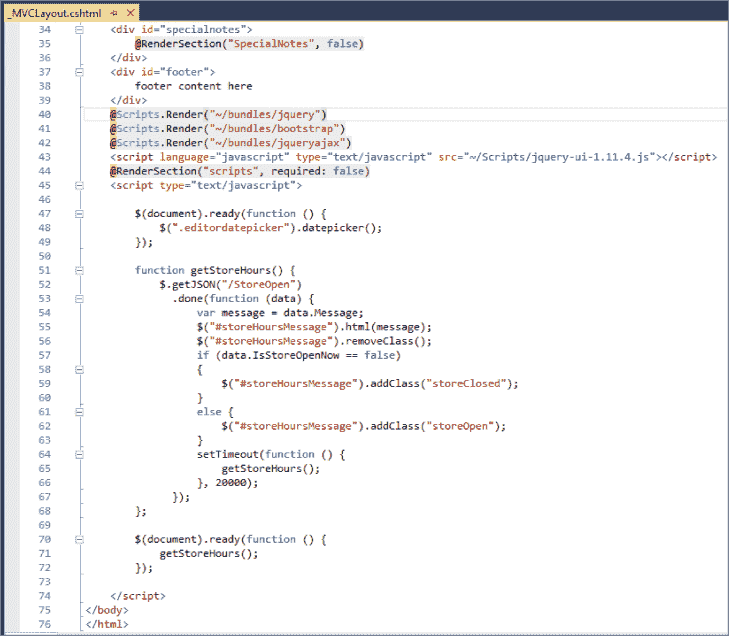 _MVCLayout.cshtml
34 <div id="specialnotes">
35 @RenderSection("SpecialNotes", false)
36 </div>
37 <div id="footer">
38 footer content here
39 </div>
40 @Scripts.Render("~/bundles/jquery")
41 @Scripts.Render("~/bundles/bootstrap")
42 @Scripts.Render("~/bundles/jqueryajax")
43 <script language="javascript" type="text/javascript" src="~/Scripts/jquery-ui-1.11.4.js"></script>
44 @RenderSection("scripts", required: false)
45 <script type="text/javascript">
46
47 $(document).ready(function () {
48 $(".editordatepicker").datepicker();
49 });
50
51 function getStoreHours() {
52 $.getJSON("/StoreOpen")
53 .done(function (data) {
54 var message = data.Message;
55 $("#storeHoursMessage").html(message);
56 $("#storeHoursMessage").removeClass();
57 if (data.IsStoreOpenNow == false)
58 {
59 $("#storeHoursMessage").addClass("storeClosed");
60 }
61 else {
62 $("#storeHoursMessage").addClass("storeOpen");
63 }
64 setTimeout(function () {
65 getStoreHours();
66 }, 20000);
67 });
68 };
69
70 $(document).ready(function () {
71 getStoreHours();
72 });
73
74 </script>
75 </body>
76 </html>